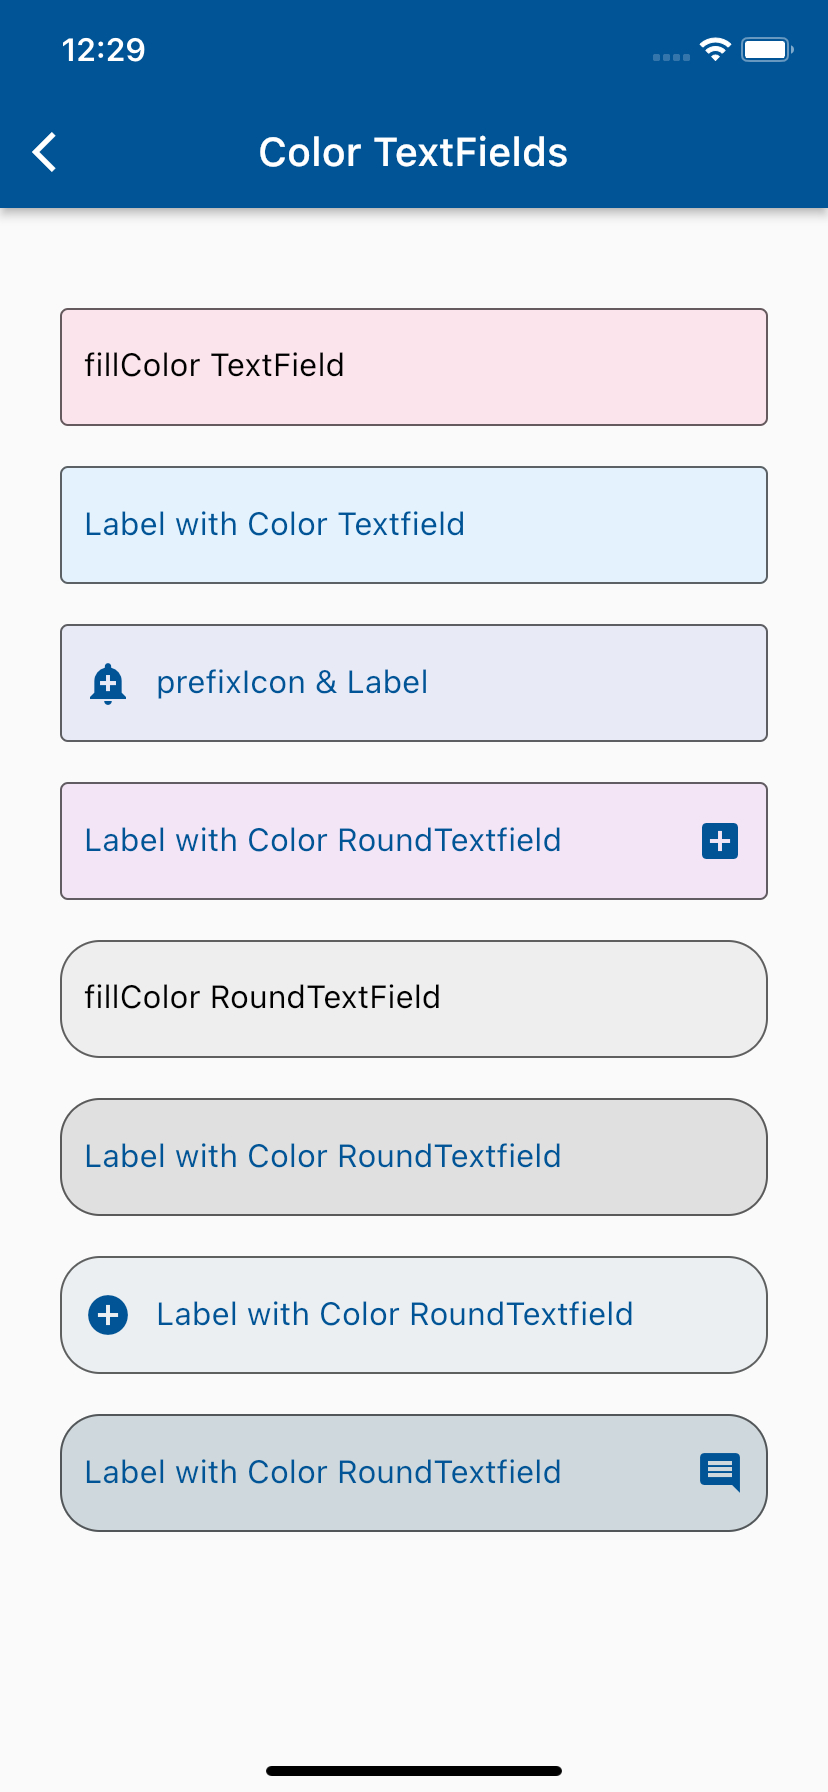 12:29
Color TextFields
fillColor TextField
Label with Color Textfield
prefixIcon & Label
Label with Color RoundTextfield
fillColor RoundTextField
Label with Color RoundTextfield
Label with Color RoundTextfield
Label with Color RoundTextfield